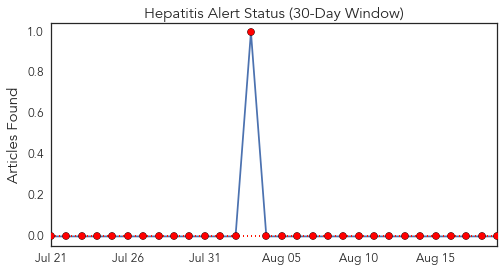 Hepatitis Alert Status (30-Day Window)
Articles Found
1.0
0.8
0.6
0.4
0.2
0.0
Jul 21 Jul 26 Jul 31 Aug 05 Aug 10 Aug 15